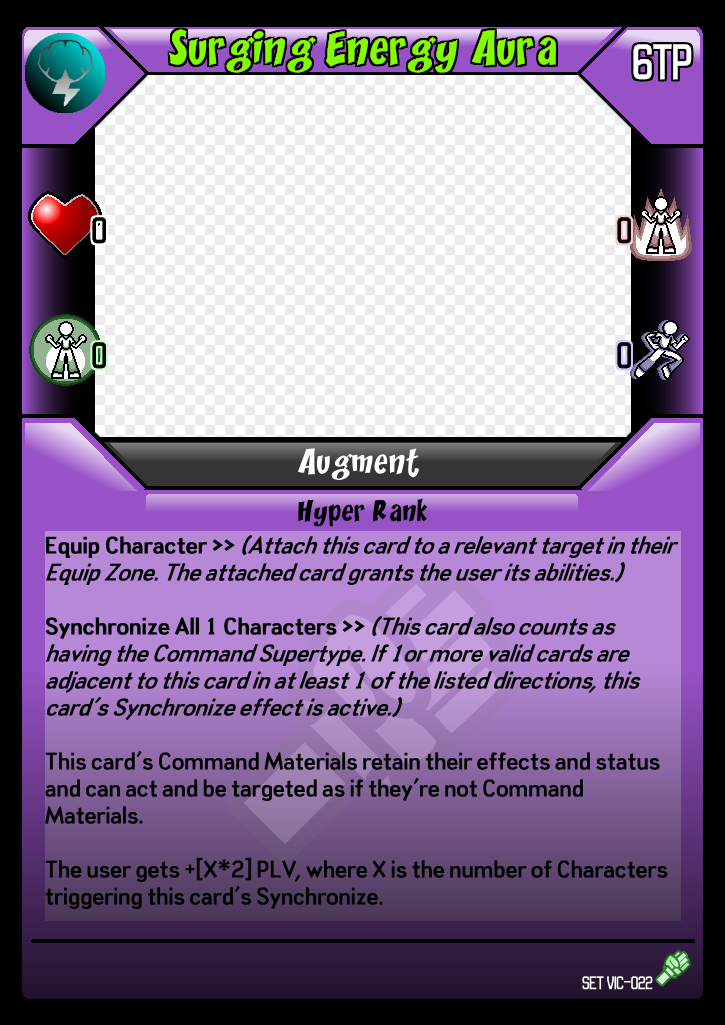 Surging Energy Aura
6TP
0
0
0
0
Augment
Hyper Rank
Equip Character >> (Attach this card to a relevant target in their
Equip Zone. The attached card grants the user its abilities.)
Synchronize All 1 Characters >> (This card also counts as
having the Command Supertype. If 1 or more valid cards are
adjacent to this card in at least 1 of the listed directions, this
card's Synchronize effect is active.)
This card's Command Materials retain their effects and status
and can act and be targeted as if they're not Command
Materials.
The user gets +[X*2] PLV, where X is the number of Characters
triggering this card's Synchronize.
SET VIC-022